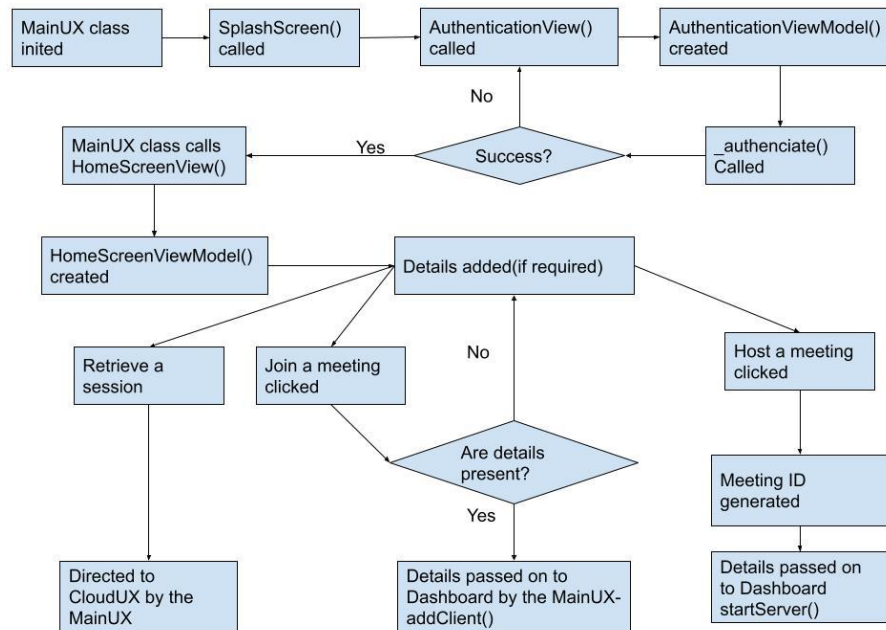 MainUX class
inited
SplashScreen()
called
AuthenticationView()
called
AuthenticationViewModel()
created
No
MainUX class calls
HomeScreenView()
Yes
Success?
_authenciate()
Called
HomeScreenViewModel()
created
Details added(if required)
Retrieve a
session
Join a meeting
clicked
No
Host a meeting
clicked
Are details
present?
Meeting ID
generated
Yes
Directed to
CloudUX by the
MainUX
Details passed on to
Dashboard by the MainUX-
addClient()
Details passed on
to Dashboard
startServer()